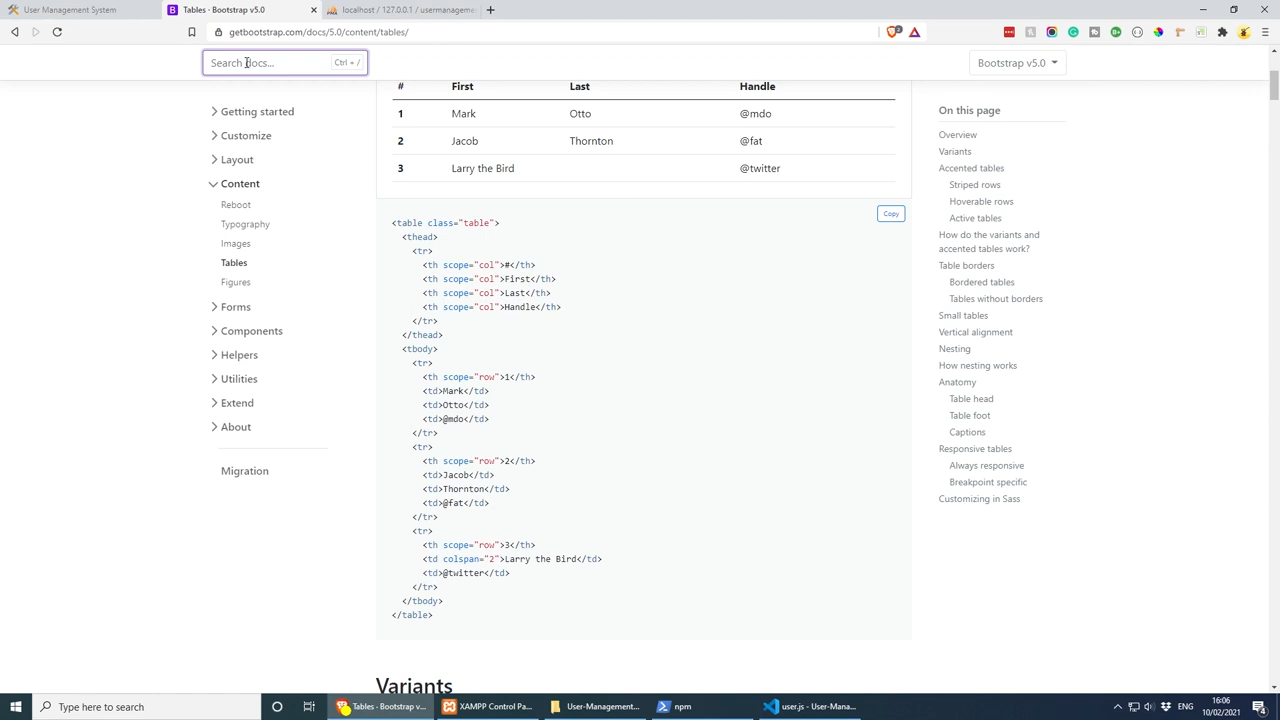 User Management System
Tables · Bootstrap v5.0
localhost / 127.0.0.1 / usermanageme
getbootstrap.com/docs/5.0/content/tables/
Search docs...
Ctrl + /
Bootstrap v5.0
Getting started
Customize
Layout
Content
Reboot
Typography
Images
Tables
Figures
Forms
Components
Helpers
Utilities
Extend
About
Migration
# First Last Handle
1 Mark Otto @mdo
2 Jacob Thornton @fat
3 Larry the Bird @twitter
Copy
<table class="table">
<thead>
<tr>
<th scope="col">#</th>
<th scope="col">First</th>
<th scope="col">Last</th>
<th scope="col">Handle</th>
</tr>
</thead>
<tbody>
<tr>
<th scope="row">1</th>
<td>Mark</td>
<td>Otto</td>
<td>@mdo</td>
</tr>
<tr>
<th scope="row">2</th>
<td>Jacob</td>
<td>Thornton</td>
<td>@fat</td>
</tr>
<tr>
<th scope="row">3</th>
<td colspan="2">Larry the Bird</td>
<td>@twitter</td>
</tr>
</tbody>
</table>
Variants
On this page
Overview
Variants
Accented tables
Striped rows
Hoverable rows
Active tables
How do the variants and
accented tables work?
Table borders
Bordered tables
Tables without borders
Small tables
Vertical alignment
Nesting
How nesting works
Anatomy
Table head
Table foot
Captions
Responsive tables
Always responsive
Breakpoint specific
Customizing in Sass
Type here to search
Tables · Bootstrap v...
XAMPP Control Pa...
User-Management...
npm
user.js - User-Mana...
ENG
16:06
10/02/2021